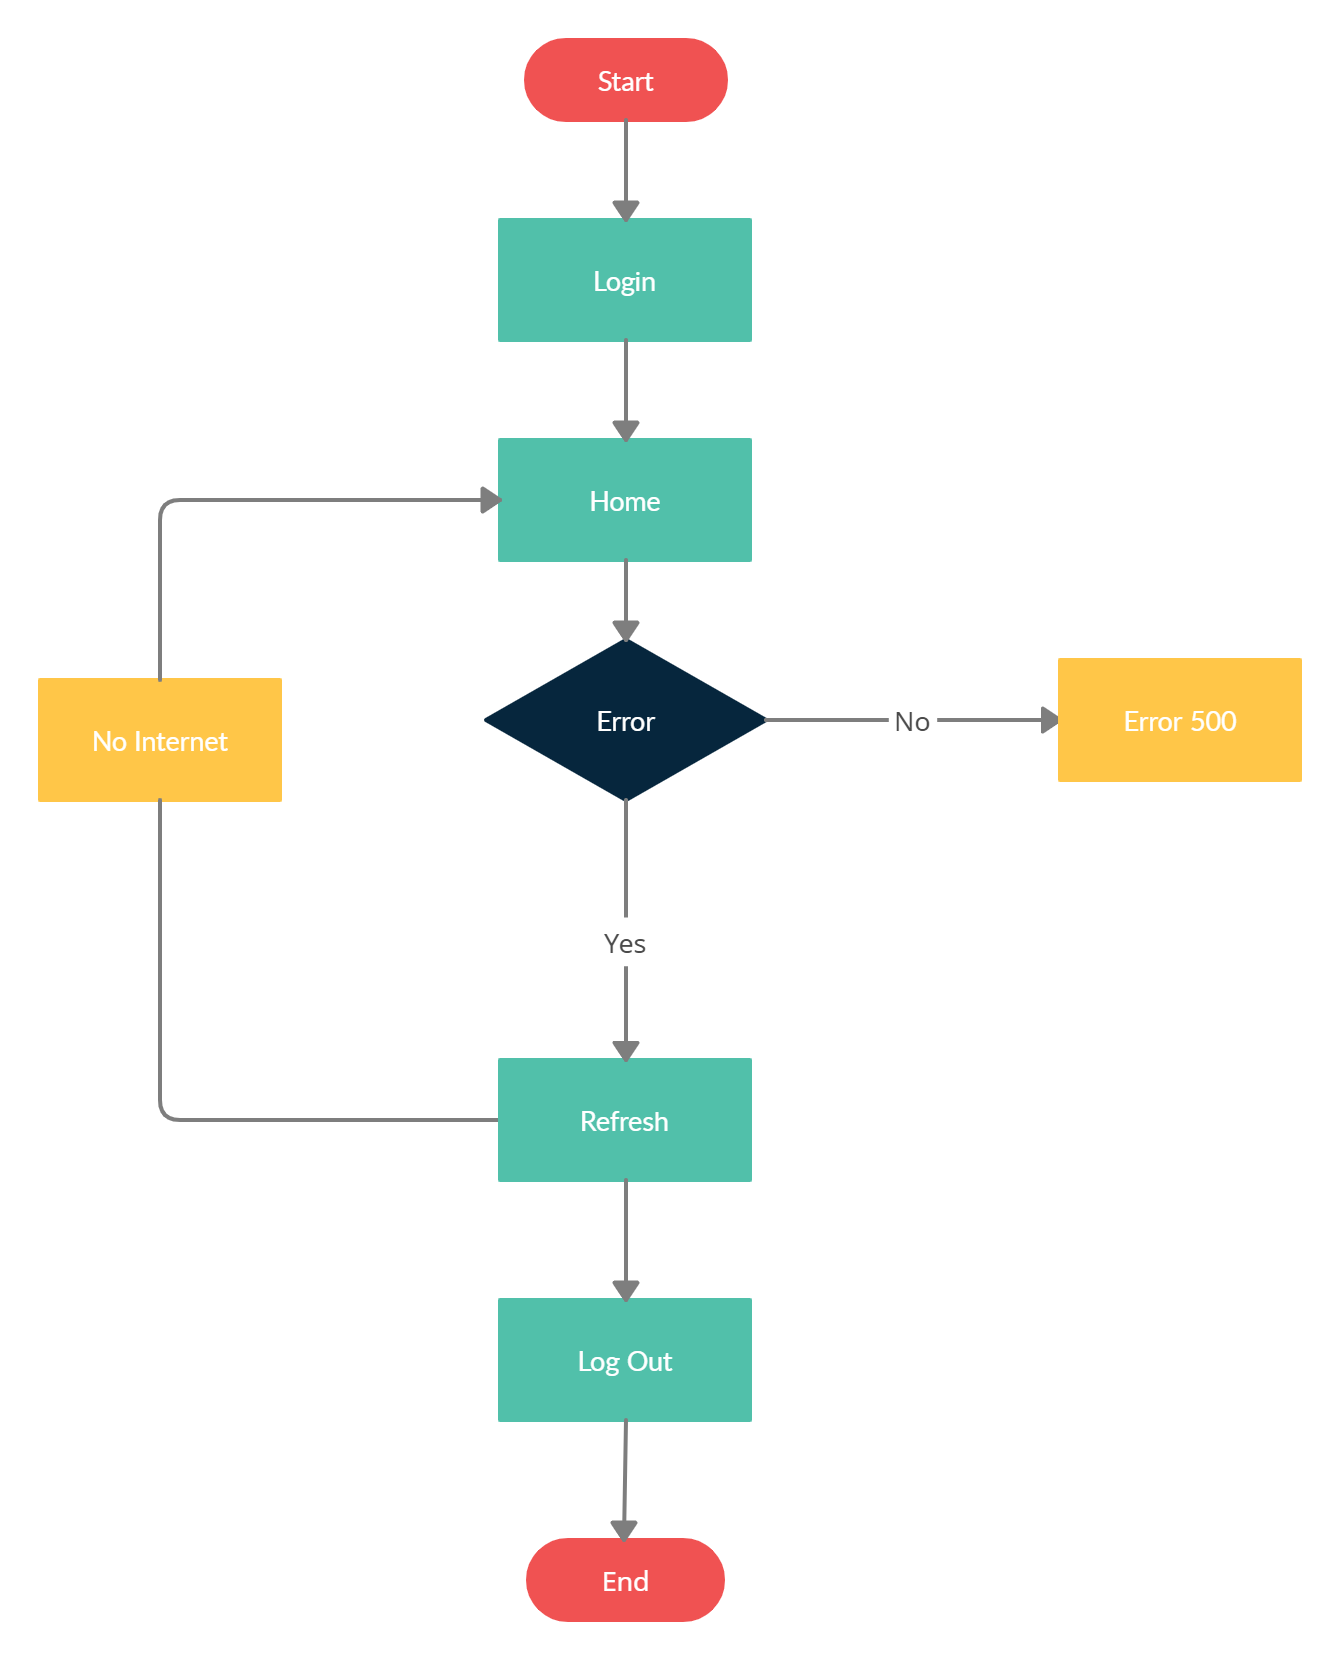 Start
Login
Home
No Internet
Error
No
Error 500
Yes
Refresh
Log Out
End